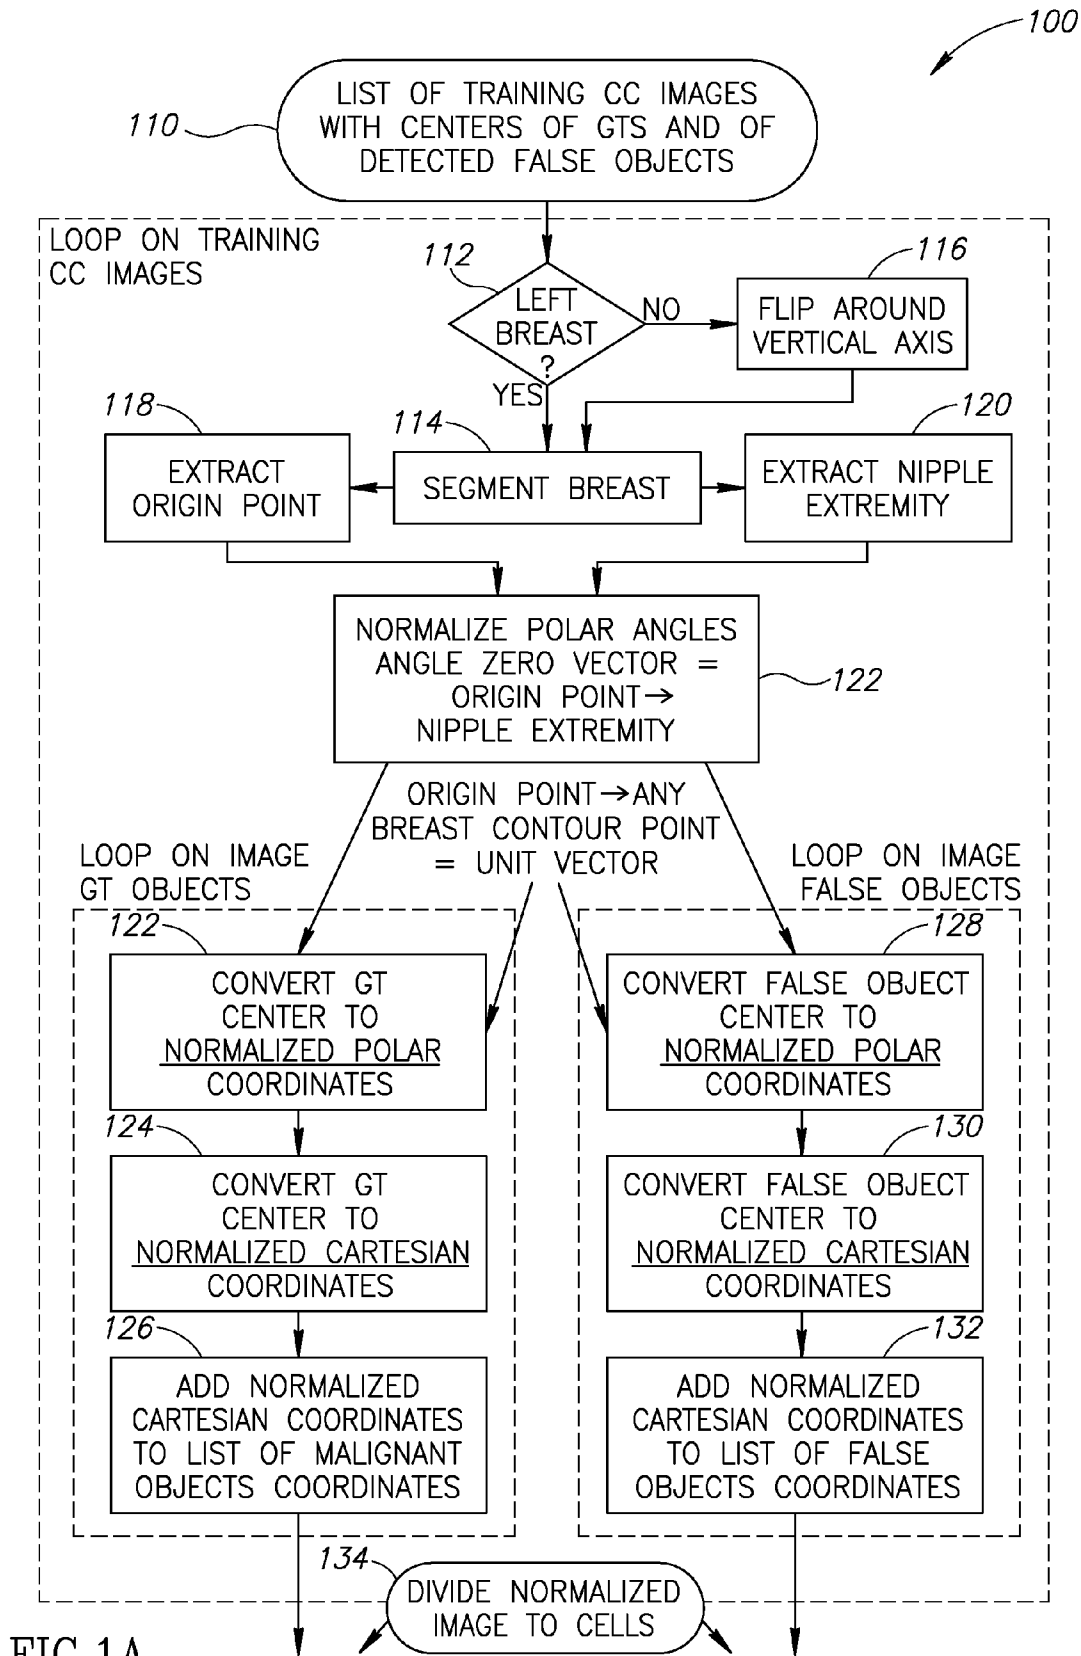 100
LIST OF TRAINING CC IMAGES
WITH CENTERS OF GTS AND OF
DETECTED FALSE OBJECTS
110
LOOP ON TRAINING
CC IMAGES
112
LEFT
BREAST
?
NO
YES
116
FLIP AROUND
VERTICAL AXIS
118
EXTRACT
ORIGIN POINT
114
SEGMENT BREAST
120
EXTRACT NIPPLE
EXTREMITY
NORMALIZE POLAR ANGLES
ANGLE ZERO VECTOR =
ORIGIN POINT→
NIPPLE EXTREMITY
122
ORIGIN POINT→ANY
BREAST CONTOUR POINT
= UNIT VECTOR
LOOP ON IMAGE
GT OBJECTS
LOOP ON IMAGE
FALSE OBJECTS
122
CONVERT GT
CENTER TO
NORMALIZED POLAR
COORDINATES
124
CONVERT GT
CENTER TO
NORMALIZED CARTESIAN
COORDINATES
126
ADD NORMALIZED
CARTESIAN COORDINATES
TO LIST OF MALIGNANT
OBJECTS COORDINATES
128
CONVERT FALSE OBJECT
CENTER TO
NORMALIZED POLAR
COORDINATES
130
CONVERT FALSE OBJECT
CENTER TO
NORMALIZED CARTESIAN
COORDINATES
132
ADD NORMALIZED
CARTESIAN COORDINATES
TO LIST OF FALSE
OBJECTS COORDINATES
134
DIVIDE NORMALIZED
IMAGE TO CELLS
FIG.1A